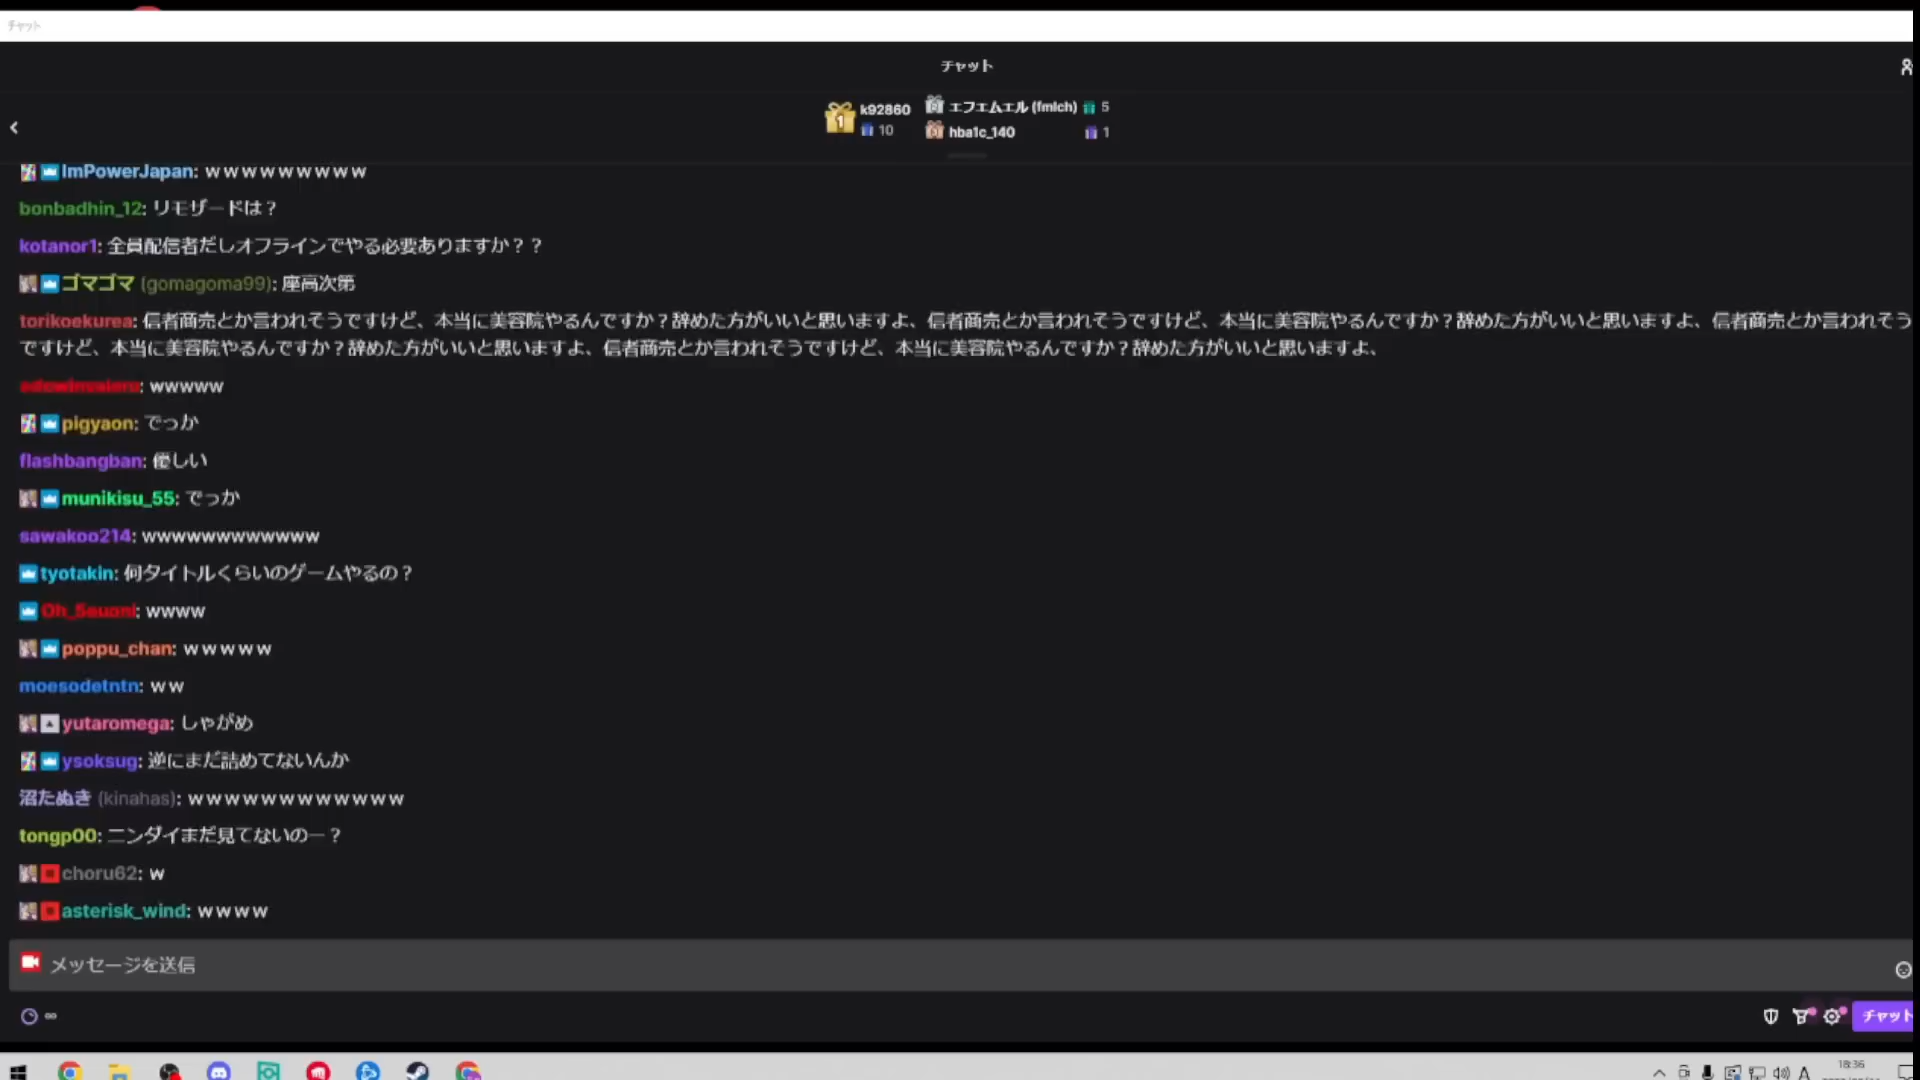 チャット
チャット
k92860
10
エフエムエル (fmlch) 5
hba1c_140 1
ImPowerJapan: ｗｗｗｗｗｗｗｗｗ
bonbadhin_12: リモザードは？
kotanor1: 全員配信者だしオフラインでやる必要ありますか？？
ゴマゴマ (gomagoma99): 座高次第
torikoekurea: 信者商売とか言われそうですけど、本当に美容院やるんですか？辞めた方がいいと思いますよ、信者商売とか言われそうですけど、本当に美容院やるんですか？辞めた方がいいと思いますよ、信者商売とか言われそう
ですけど、本当に美容院やるんですか？辞めた方がいいと思いますよ、信者商売とか言われそうですけど、本当に美容院やるんですか？辞めた方がいいと思いますよ、
: wwwww
pigyaon: でっか
flashbangban: 優しい
munikisu_55: でっか
sawakoo214: wwwwwwwwwwww
tyotakin: 何タイトルくらいのゲームやるの？
: wwww
poppu_chan: ｗｗｗｗｗ
moesodetntn: ｗｗ
yutaromega: しゃがめ
ysoksug: 逆にまだ詰めてないんか
沼たぬき (kinahas): ｗｗｗｗｗｗｗｗｗｗｗｗ
tongp00: ニンダイまだ見てないのー？
choru62: w
asterisk_wind: ｗｗｗｗ
メッセージを送信
チャット
A 18:36